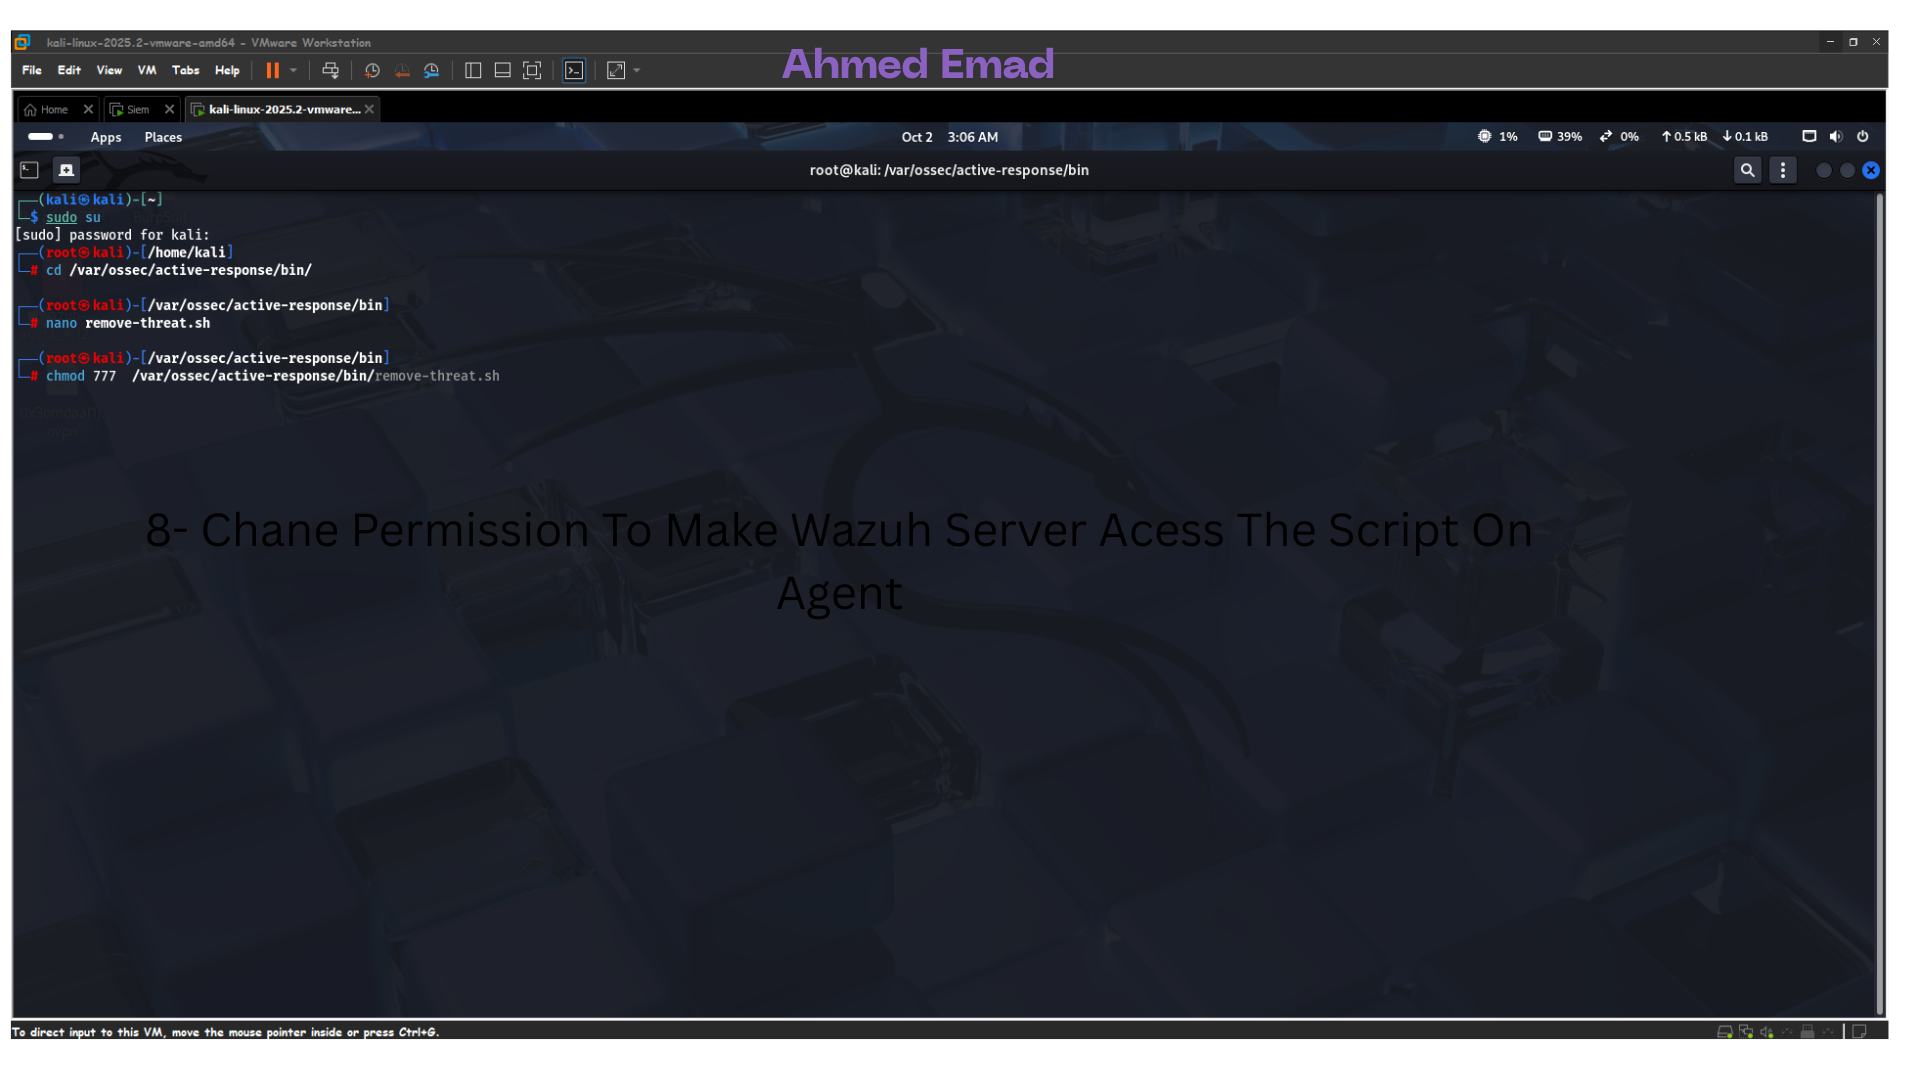 kali-linux-2025.2-vmware-amd64 - VMware Workstation
Ahmed Emad
File Edit View VM Tabs Help
Home Siem kali-linux-2025.2-vmware...
Apps Places Oct 2 3:06 AM 1% 39% 0% ↑0.5 kB ↓0.1 kB
root@kali: /var/ossec/active-response/bin
(kali㉿kali)-[~]
$ sudo su
[sudo] password for kali:
(root㉿kali)-[/home/kali]
# cd /var/ossec/active-response/bin/
(root㉿kali)-[/var/ossec/active-response/bin]
# nano remove-threat.sh
(root㉿kali)-[/var/ossec/active-response/bin]
# chmod 777 /var/ossec/active-response/bin/remove-threat.sh
8- Chane Permission To Make Wazuh Server Acess The Script On
Agent
To direct input to this VM, move the mouse pointer inside or press Ctrl+G.